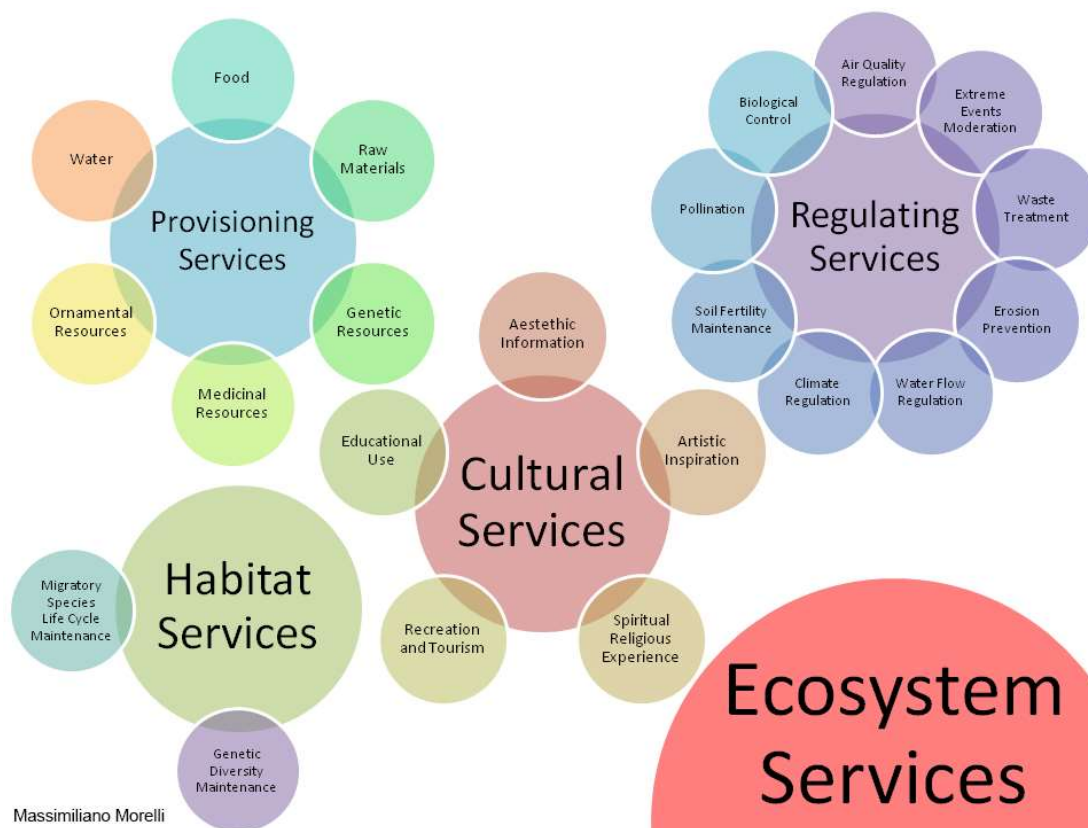 Food
Water
Raw
Materials
Provisioning
Services
Ornamental
Resources
Genetic
Resources
Medicinal
Resources
Air Quality
Regulation
Biological
Control
Extreme
Events
Moderation
Pollination
Waste
Treatment
Regulating
Services
Soil Fertility
Maintenance
Erosion
Prevention
Climate
Regulation
Water Flow
Regulation
Aestethic
Information
Educational
Use
Artistic
Inspiration
Cultural
Services
Recreation
and Tourism
Spiritual
Religious
Experience
Habitat
Services
Migratory
Species
Life Cycle
Maintenance
Genetic
Diversity
Maintenance
Ecosystem
Services
Massimiliano Morelli